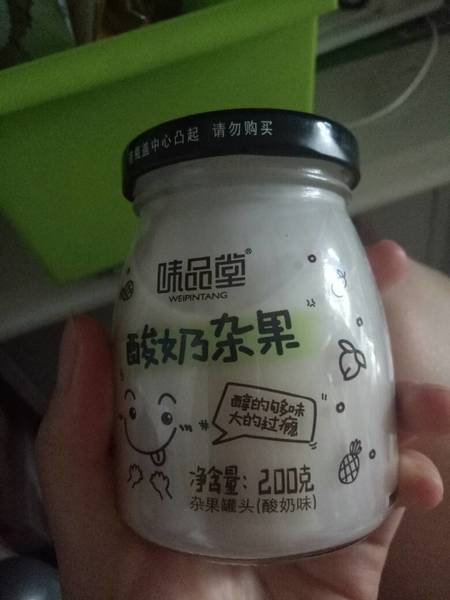 瓶盖中心凸起 请勿购买
味品堂®
WEIPINTANG
酸奶杂果
醇的够味
大的过瘾
净含量: 200克
杂果罐头(酸奶味)